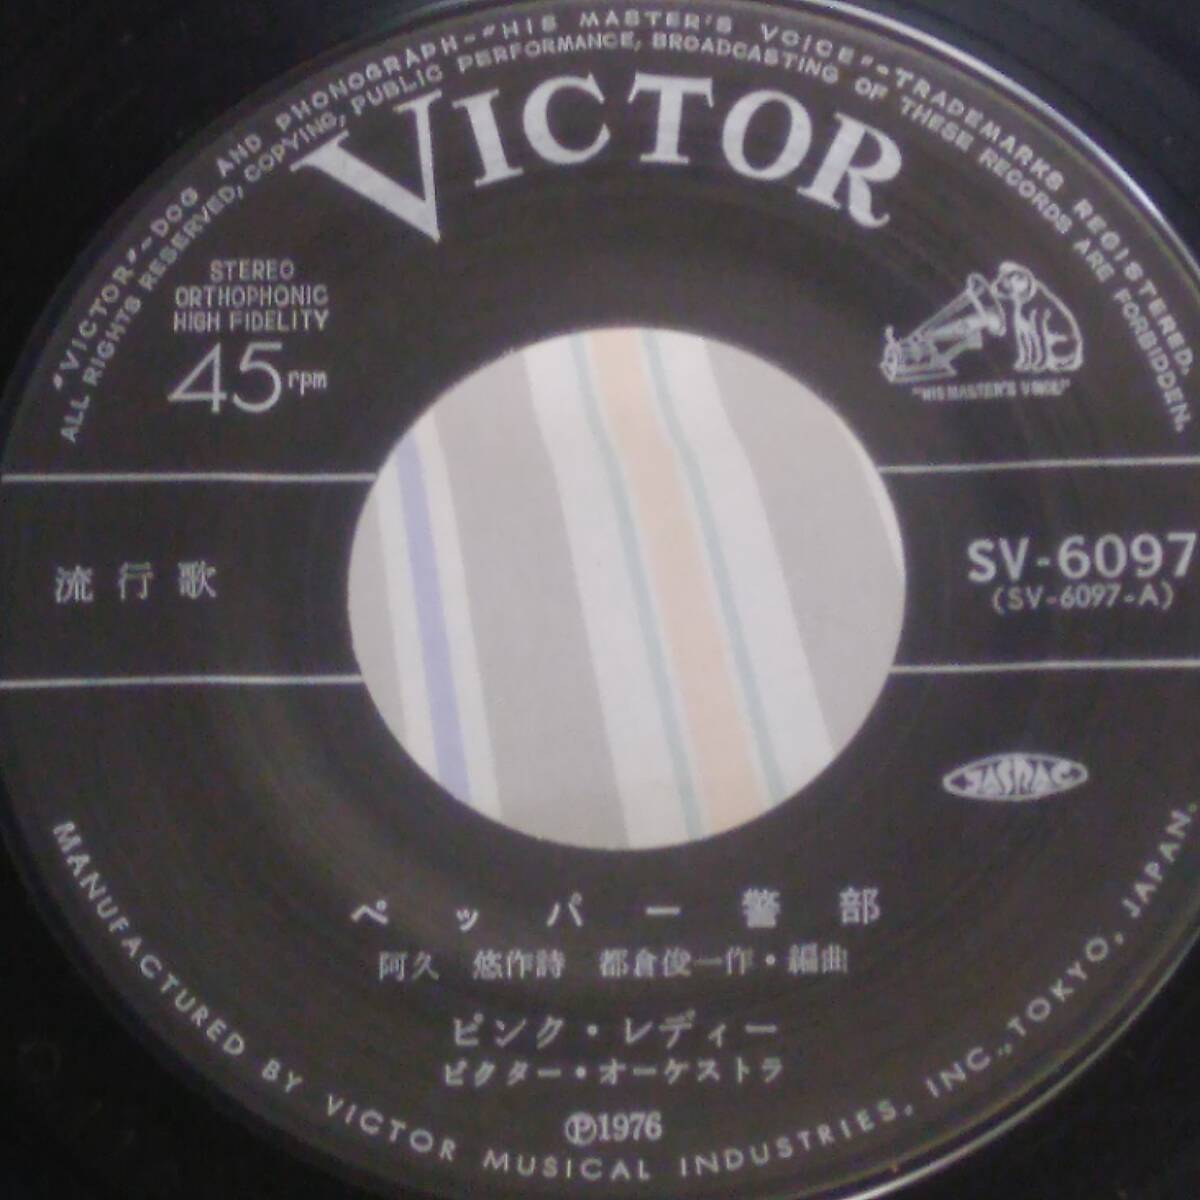 "VICTOR"-DOG AND PHONOGRAPH-"HIS MASTER'S VOICE"-TRADEMARKS REGISTERED.
ALL RIGHTS RESERVED, COPYING, PUBLIC PERFORMANCE, BROADCASTING OF THESE RECORDS ARE FORBIDDEN.
VICTOR
STEREO
ORTHOPHONIC
HIGH FIDELITY
45rpm
"HIS MASTER'S VOICE"
流行歌
SV-6097
(SV-6097-A)
JASRAC
ペッパー警部
阿久 悠作詩 都倉俊一作・編曲
ピンク・レディー
ビクター・オーケストラ
Ⓟ1976
MANUFACTURED BY VICTOR MUSICAL INDUSTRIES, INC., TOKYO, JAPAN.